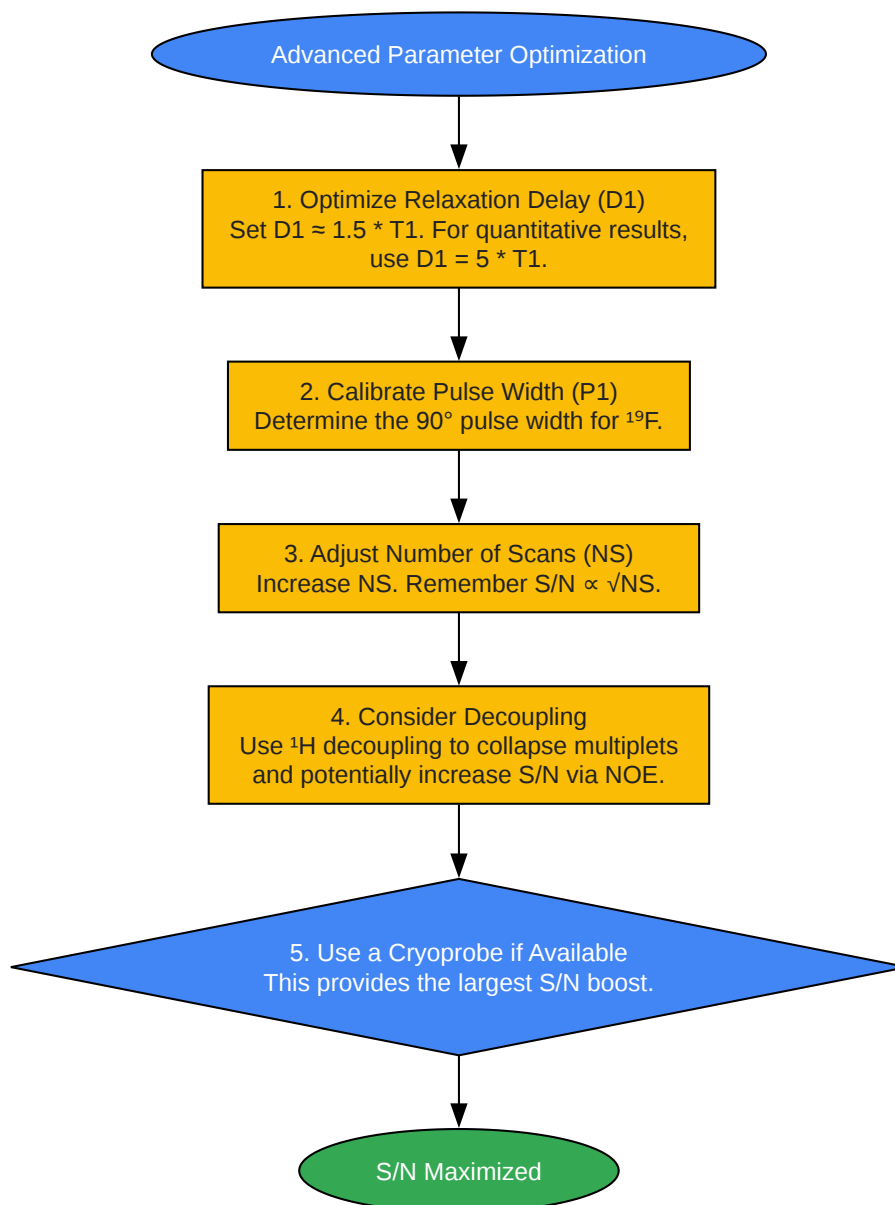 Advanced Parameter Optimization
1. Optimize Relaxation Delay (D1)
Set D1 ≈ 1.5 * T1. For quantitative results,
use D1 = 5 * T1.
2. Calibrate Pulse Width (P1)
Determine the 90° pulse width for ¹⁹F.
3. Adjust Number of Scans (NS)
Increase NS. Remember S/N ∝ √NS.
4. Consider Decoupling
Use ¹H decoupling to collapse multiplets
and potentially increase S/N via NOE.
5. Use a Cryoprobe if Available
This provides the largest S/N boost.
S/N Maximized